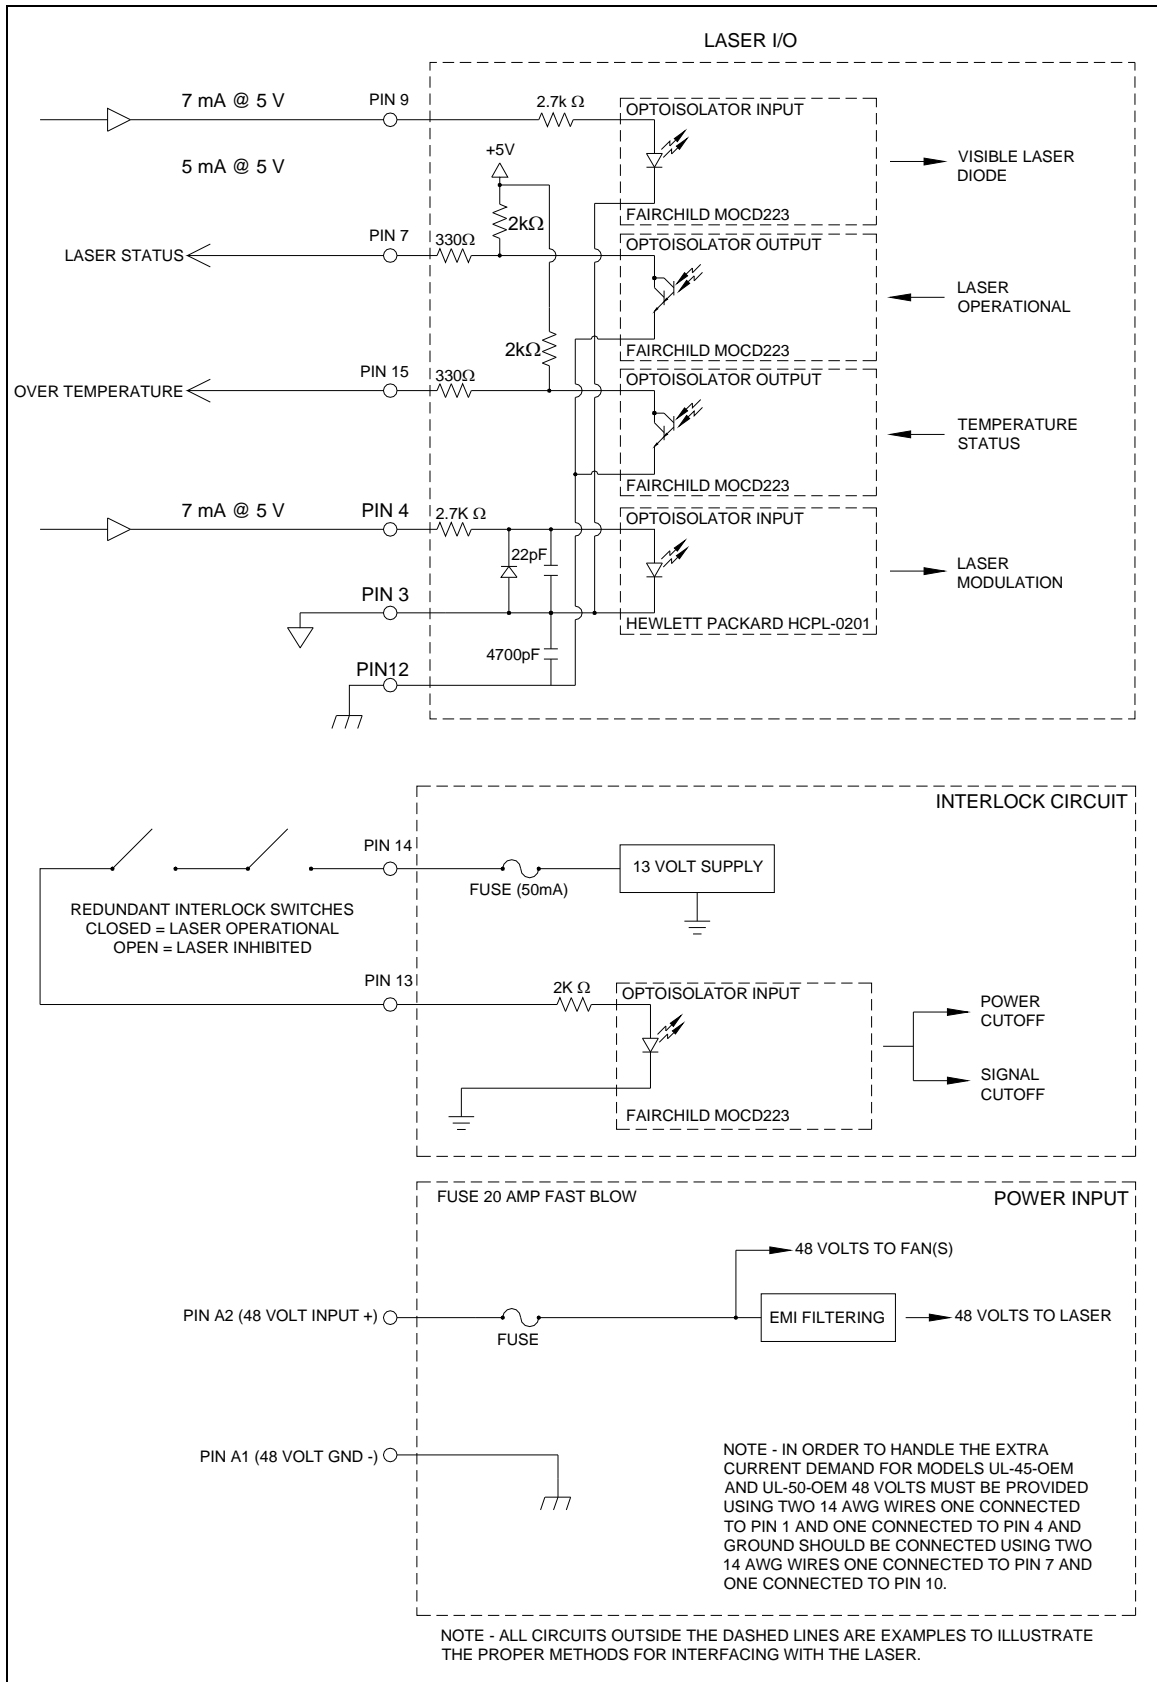 LASER I/O
7 mA @ 5 V
PIN 9
2.7k Ω
OPTOISOLATOR INPUT
5 mA @ 5 V
+5V
VISIBLE LASER
DIODE
2kΩ
FAIRCHILD MOCD223
LASER STATUS
PIN 7
330Ω
OPTOISOLATOR OUTPUT
LASER
OPERATIONAL
2kΩ
FAIRCHILD MOCD223
OVER TEMPERATURE
PIN 15
330Ω
OPTOISOLATOR OUTPUT
TEMPERATURE
STATUS
FAIRCHILD MOCD223
7 mA @ 5 V
PIN 4
2.7K Ω
OPTOISOLATOR INPUT
22pF
LASER
MODULATION
PIN 3
HEWLETT PACKARD HCPL-0201
4700pF
PIN12
INTERLOCK CIRCUIT
PIN 14
FUSE (50mA)
13 VOLT SUPPLY
REDUNDANT INTERLOCK SWITCHES
CLOSED = LASER OPERATIONAL
OPEN = LASER INHIBITED
PIN 13
2K Ω
OPTOISOLATOR INPUT
POWER
CUTOFF
SIGNAL
CUTOFF
FAIRCHILD MOCD223
FUSE 20 AMP FAST BLOW
POWER INPUT
48 VOLTS TO FAN(S)
PIN A2 (48 VOLT INPUT +)
FUSE
EMI FILTERING
48 VOLTS TO LASER
PIN A1 (48 VOLT GND -)
NOTE - IN ORDER TO HANDLE THE EXTRA
CURRENT DEMAND FOR MODELS UL-45-OEM
AND UL-50-OEM 48 VOLTS MUST BE PROVIDED
USING TWO 14 AWG WIRES ONE CONNECTED
TO PIN 1 AND ONE CONNECTED TO PIN 4 AND
GROUND SHOULD BE CONNECTED USING TWO
14 AWG WIRES ONE CONNECTED TO PIN 7 AND
ONE CONNECTED TO PIN 10.
NOTE - ALL CIRCUITS OUTSIDE THE DASHED LINES ARE EXAMPLES TO ILLUSTRATE
THE PROPER METHODS FOR INTERFACING WITH THE LASER.